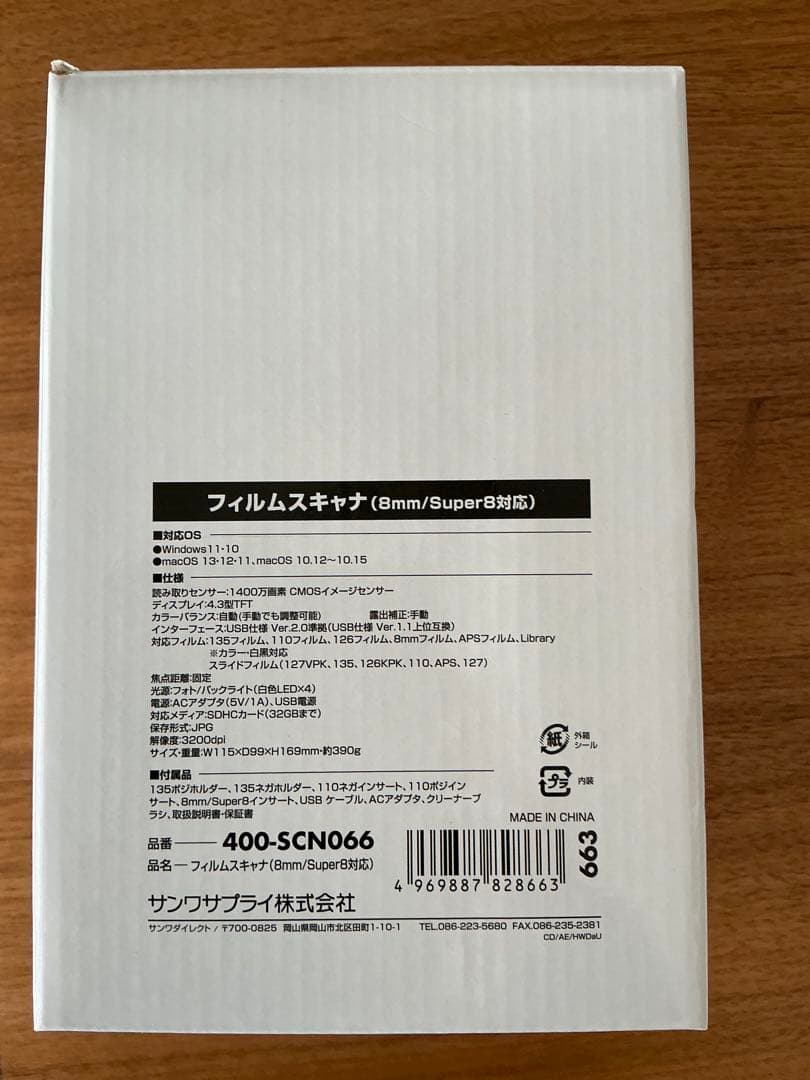 フィルムスキャナ(8mm/Super8対応)
■対応OS
●Windows11・10
●macOS 13・12・11、macOS 10.12～10.15
■仕様
読み取りセンサー:1400万画素 CMOSイメージセンサー
ディスプレイ:4.3型TFT
カラーバランス:自動(手動でも調整可能) 露出補正:手動
インターフェース:USB仕様 Ver.2.0準拠(USB仕様 Ver.1.1上位互換)
対応フィルム:135フィルム、110フィルム、126フィルム、8mmフィルム、APSフィルム、Library
※カラー・白黒対応
スライドフィルム(127VPK、135、126KPK、110、APS、127)
焦点距離:固定
光源:フォト/バックライト(白色LED×4)
電源:ACアダプタ(5V/1A)、USB電源
対応メディア:SDHCカード(32GBまで)
保存形式:JPG
解像度:3200dpi
サイズ・重量:W115×D99×H169mm・約390g
紙 外箱 シール
プラ 内装
■付属品
135ポジホルダー、135ネガホルダー、110ネガインサート、110ポジイン
サート、8mm/Super8インサート、USB ケーブル、ACアダプタ、クリーナーブ
ラシ、取扱説明書・保証書
MADE IN CHINA
品番 400-SCN066
品名 フィルムスキャナ(8mm/Super8対応)
4 969887 828663
663
サンワサプライ株式会社
サンワダイレクト / 〒700-0825 岡山県岡山市北区田町1-10-1 TEL.086-223-5680 FAX.086-235-2381
CD/AE/HWDaU